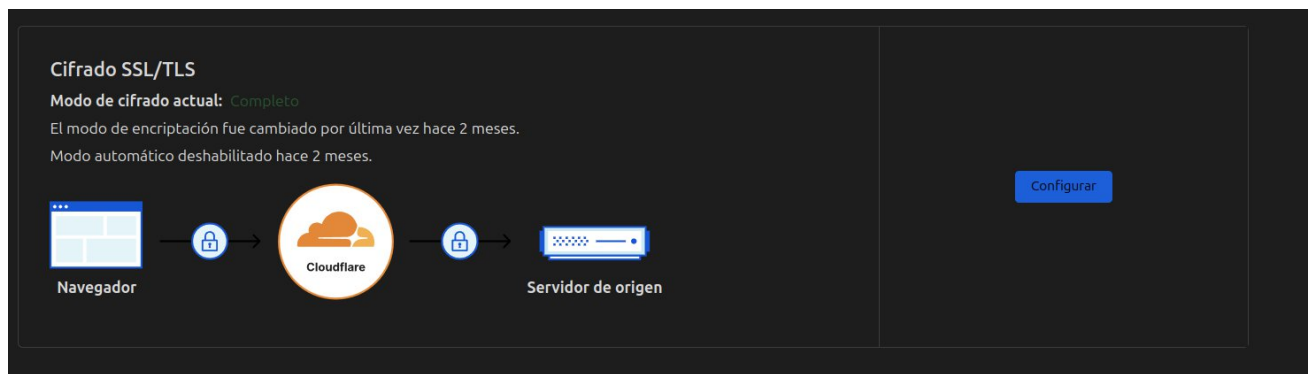 Cifrado SSL/TLS
Modo de cifrado actual: Completo
El modo de encriptación fue cambiado por última vez hace 2 meses.
Modo automático deshabilitado hace 2 meses.
Configurar
Cloudflare
Navegador
Servidor de origen